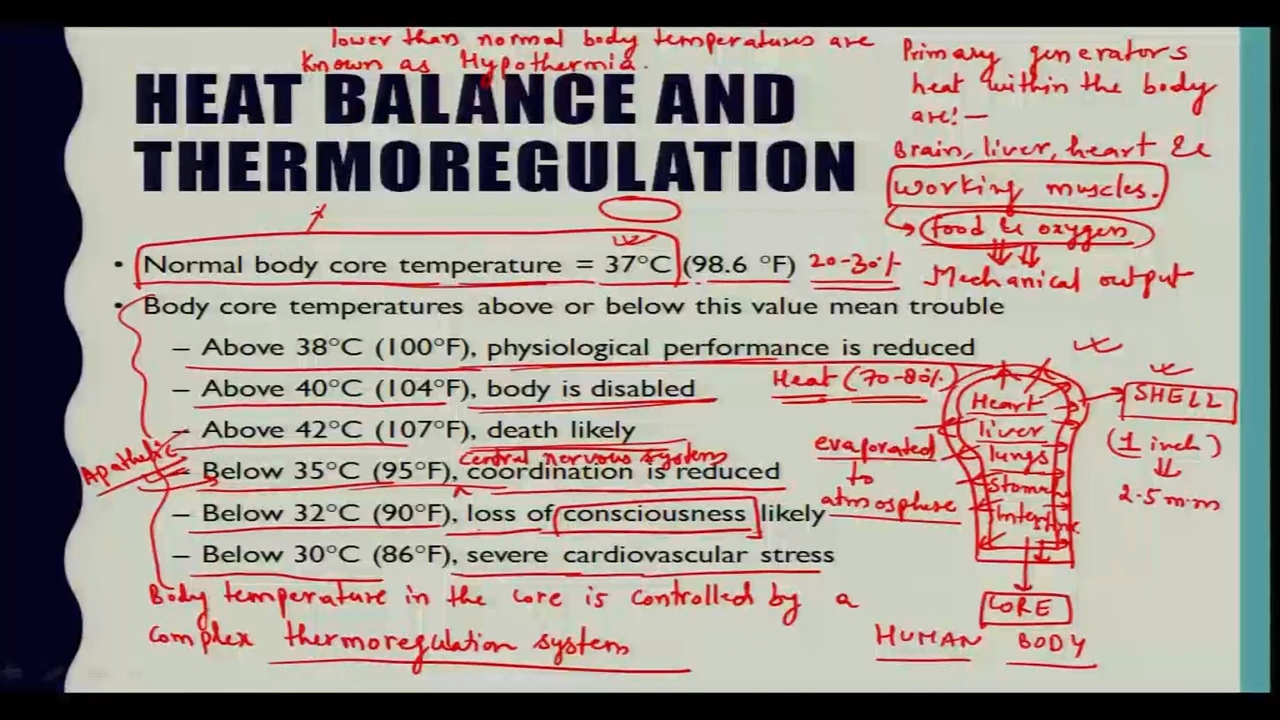 lower than normal body temperatures are
known as Hypothermia.
HEAT BALANCE AND
THERMOREGULATION
• Normal body core temperature = 37°C (98.6 °F) 20-30%
• Body core temperatures above or below this value mean trouble
– Above 38°C (100°F), physiological performance is reduced
– Above 40°C (104°F), body is disabled
– Above 42°C (107°F), death likely
Central nervous system
Apathetic
– Below 35°C (95°F), coordination is reduced
– Below 32°C (90°F), loss of consciousness likely
– Below 30°C (86°F), severe cardiovascular stress
Body temperature in the core is controlled by a
complex thermoregulation system
Primary generators
heat within the body
are:—
Brain, liver, heart &
working muscles.
food & oxygen
Mechanical output
Heat (70-80%)
evaporated
to
atmosphere
Heart
liver
lungs
Stomach
Intestine
SHELL
(1 inch)
2.5 mm
CORE
HUMAN BODY